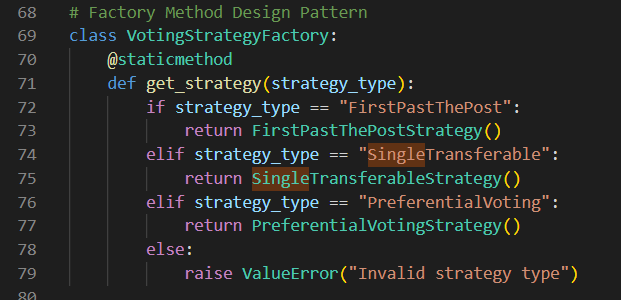 68 # Factory Method Design Pattern
69 class VotingStrategyFactory:
70     @staticmethod
71     def get_strategy(strategy_type):
72         if strategy_type == "FirstPastThePost":
73             return FirstPastThePostStrategy()
74         elif strategy_type == "SingleTransferable":
75             return SingleTransferableStrategy()
76         elif strategy_type == "PreferentialVoting":
77             return PreferentialVotingStrategy()
78         else:
79             raise ValueError("Invalid strategy type")
80